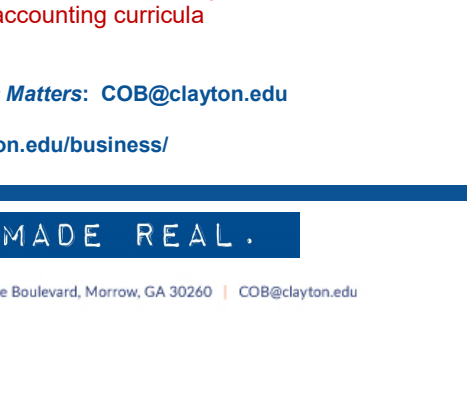 accounting curricula
Matters: COB@clayton.edu
on.edu/business/
MADE REAL.
e Boulevard, Morrow, GA 30260 | COB@clayton.edu